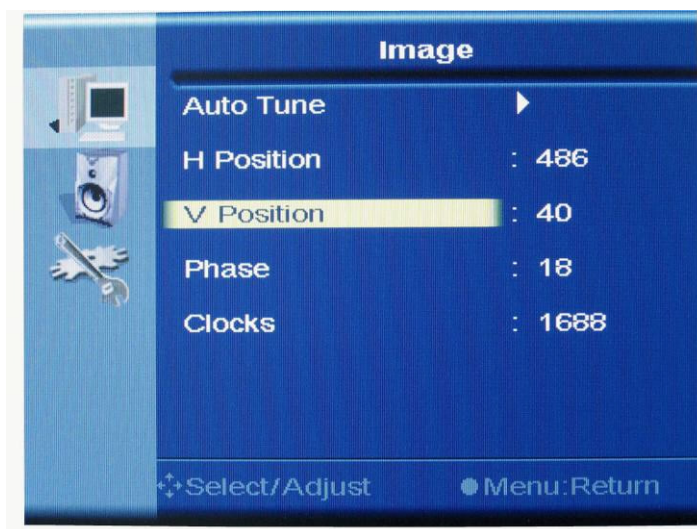 Image
Auto Tune
H Position : 486
V Position : 40
Phase : 18
Clocks : 1688
Select/Adjust Menu:Return